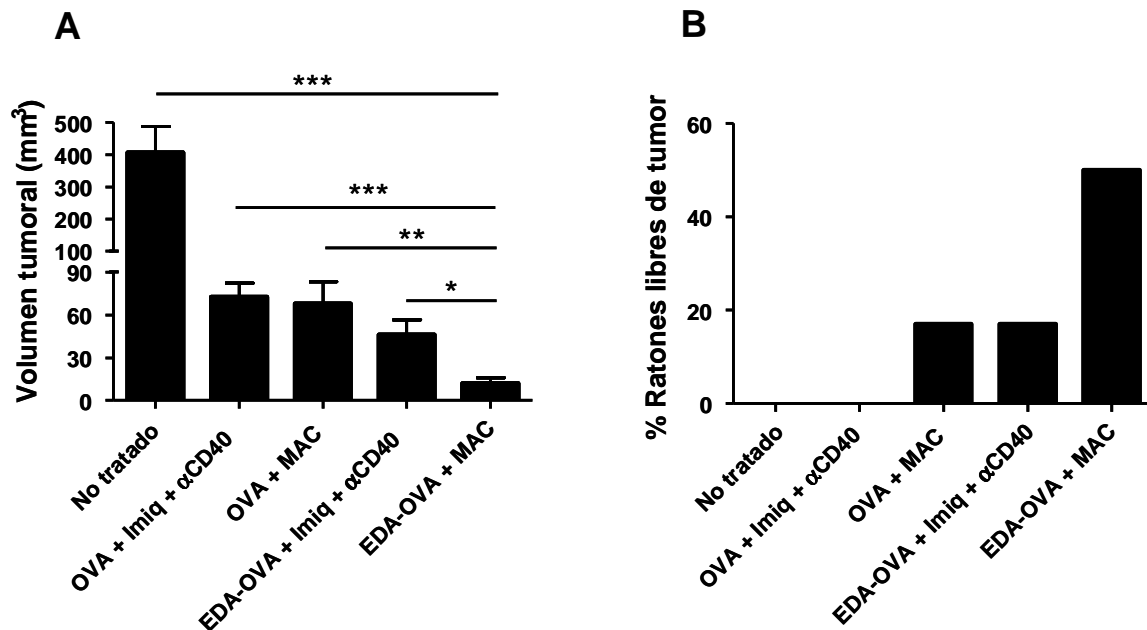 A
Volumen tumoral (mm³)
500
400
300
200
100
90
60
30
0
***
***
**
*
No tratado
OVA + Imiq + αCD40
OVA + MAC
EDA-OVA + Imiq + αCD40
EDA-OVA + MAC
B
% Ratones libres de tumor
60
40
20
0
No tratado
OVA + Imiq + αCD40
OVA + MAC
EDA-OVA + Imiq + αCD40
EDA-OVA + MAC